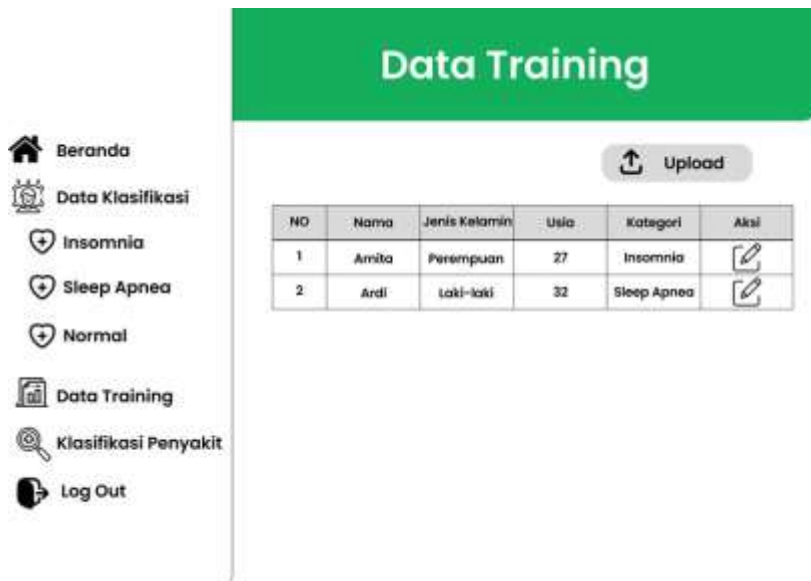 Data Training
Beranda
Data Klasifikasi
Insomnia
Sleep Apnea
Normal
Data Training
Klasifikasi Penyakit
Log Out
Upload
NO Nama Jenis Kelamin Usia Kategori Aksi
1 Amita Perempuan 27 Insomnia
2 Ardi Laki-laki 32 Sleep Apnea